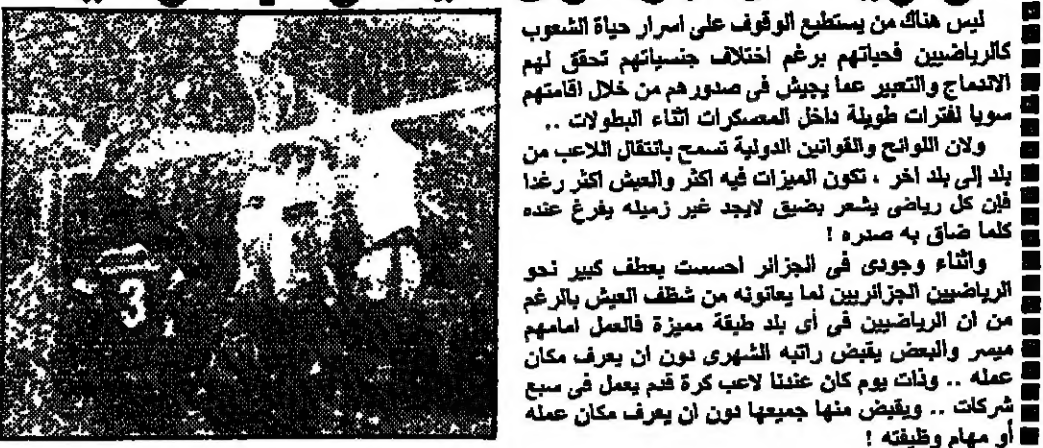 ليس هناك من يستطيع الوقوف على اسرار حياة الشعوب
كالرياضيين فحياتهم برغم اختلاف جنسياتهم تحقق لهم
الاندماج والتعبير عما يجيش فى صدورهم من خلال اقامتهم
سويا لفترات طويلة داخل المعسكرات اثناء البطولات ..
ولان اللوائح والقوانين الدولية تسمح بانتقال اللاعب من
بلد إلى بلد اخر ، تكون الميزات فيه اكثر والعيش اكثر رغدا
فإن كل رياضى يشعر بضيق لايجد غير زميله يفرغ عنده
كلما ضاق به صدره !
واثناء وجودى فى الجزائر احسست بعطف كبير نحو
الرياضيين الجزائريين لما يعانونه من شظف العيش بالرغم
من ان الرياضيين فى أى بلد طبقة مميزة فالعمل امامهم
ميسر والبعض يقبض راتبه الشهرى دون ان يعرف مكان
عمله .. وذات يوم كان عندنا لاعب كرة قدم يعمل فى سبع
شركات .. ويقبض منها جميعها دون ان يعرف مكان عمله
أو مهام وظيفته !
3